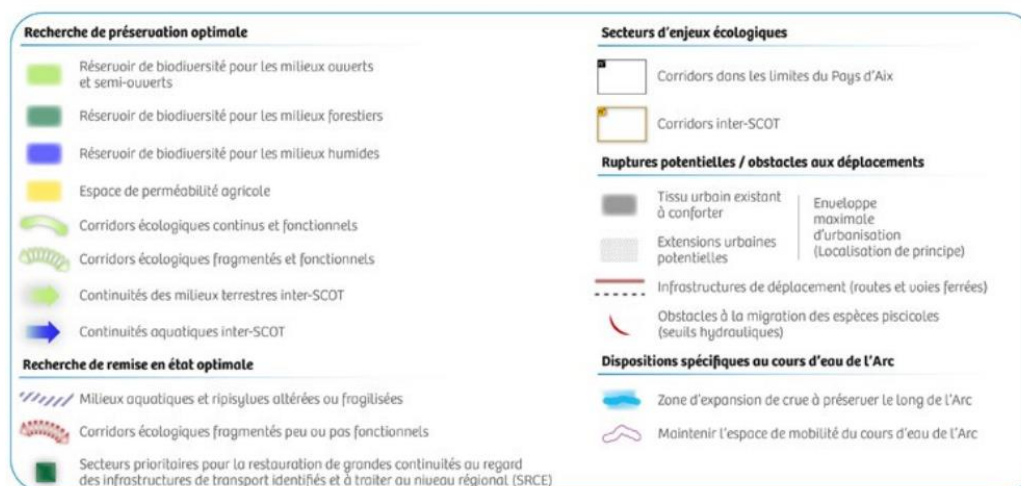 Recherche de préservation optimale
Réservoir de biodiversité pour les milieux ouverts
et semi-ouverts
Réservoir de biodiversité pour les milieux forestiers
Réservoir de biodiversité pour les milieux humides
Espace de perméabilité agricole
Corridors écologiques continus et fonctionnels
Corridors écologiques fragmentés et fonctionnels
Continuités des milieux terrestres inter-SCOT
Continuités aquatiques inter-SCOT
Recherche de remise en état optimale
Milieux aquatiques et ripisylves altérées ou fragilisées
Corridors écologiques fragmentés peu ou pas fonctionnels
Secteurs prioritaires pour la restauration de grandes continuités au regard
des infrastructures de transport identifiés et à traiter au niveau régional (SRCE)
Secteurs d'enjeux écologiques
Corridors dans les limites du Pays d'Aix
Corridors inter-SCOT
Ruptures potentielles / obstacles aux déplacements
Tissu urbain existant
à conforter
Extensions urbaines
potentielles
Enveloppe
maximale
d'urbanisation
(Localisation de principe)
Infrastructures de déplacement (routes et voies ferrées)
Obstacles à la migration des espèces piscicoles
(seuils hydrauliques)
Dispositions spécifiques au cours d'eau de l'Arc
Zone d'expansion de crue à préserver le long de l'Arc
Maintenir l'espace de mobilité du cours d'eau de l'Arc